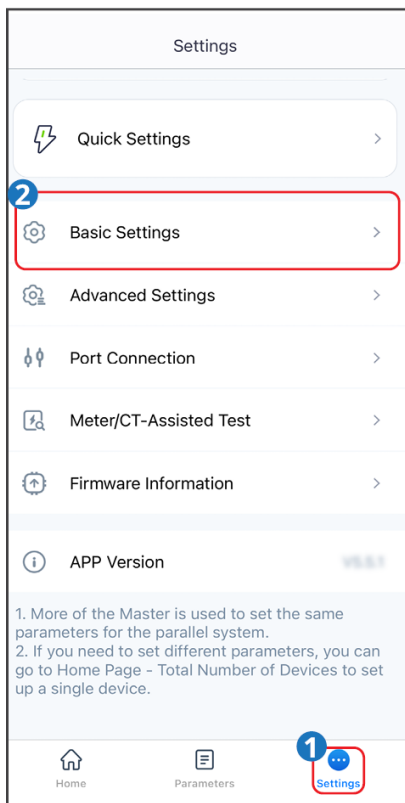 Settings
Quick Settings
2
Basic Settings
Advanced Settings
Port Connection
Meter/CT-Assisted Test
Firmware Information
APP Version
1. More of the Master is used to set the same
parameters for the parallel system.
2. If you need to set different parameters, you can
go to Home Page - Total Number of Devices to set
up a single device.
1
Home
Parameters
Settings